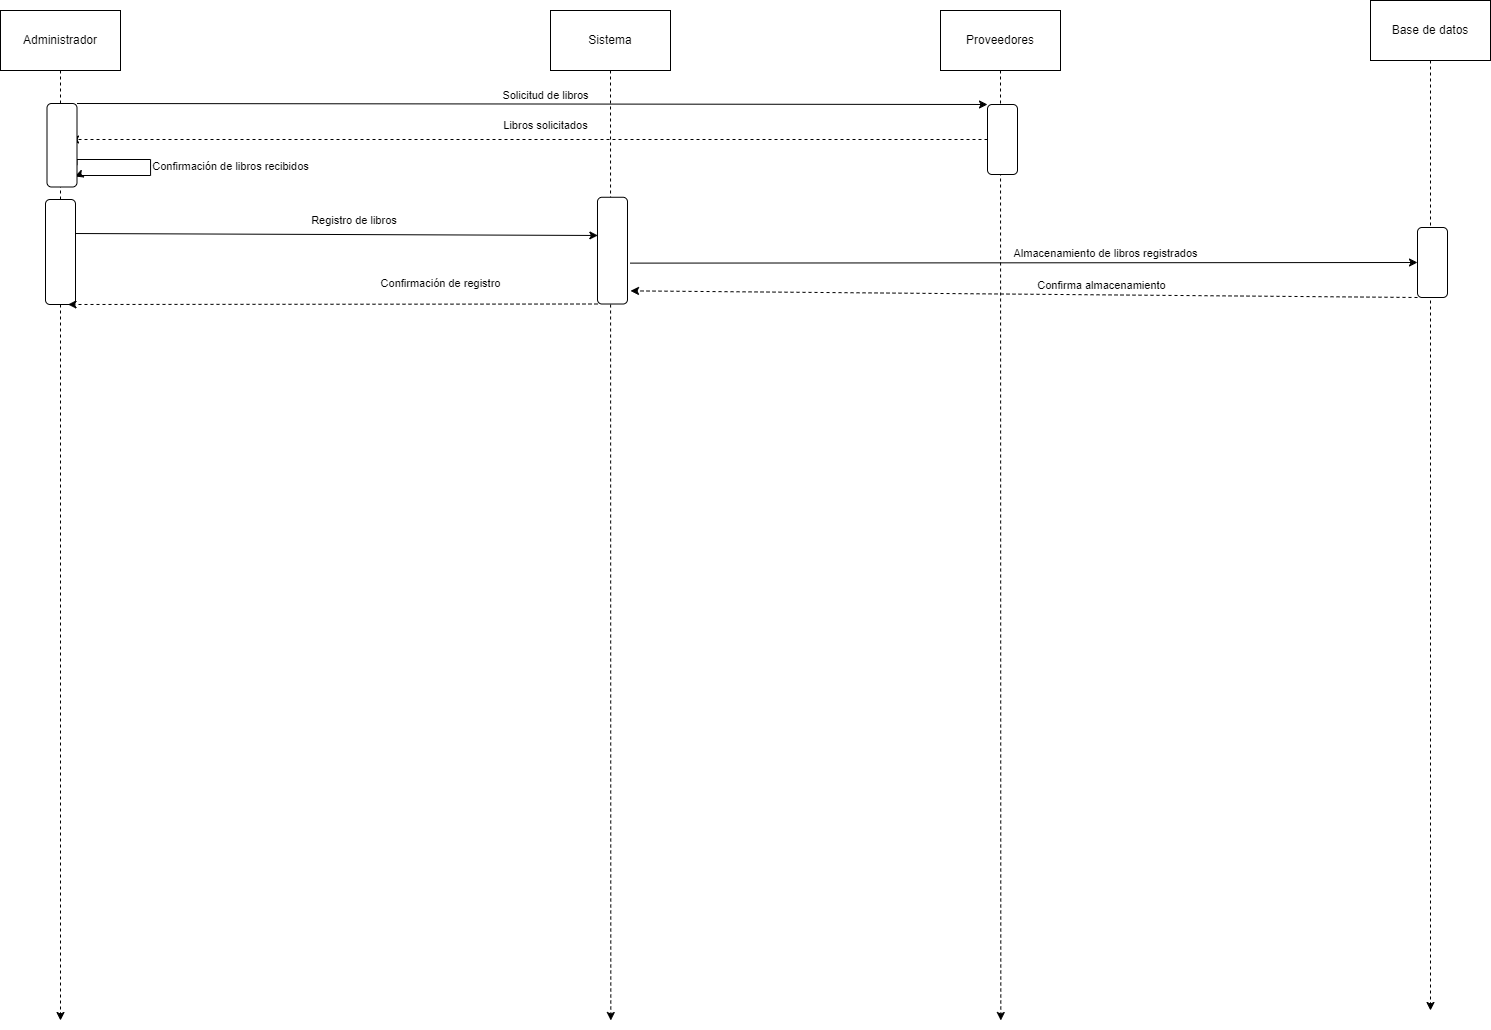 Administrador
Sistema
Proveedores
Base de datos
Solicitud de libros
Libros solicitados
Confirmación de libros recibidos
Registro de libros
Almacenamiento de libros registrados
Confirmación de registro
Confirma almacenamiento